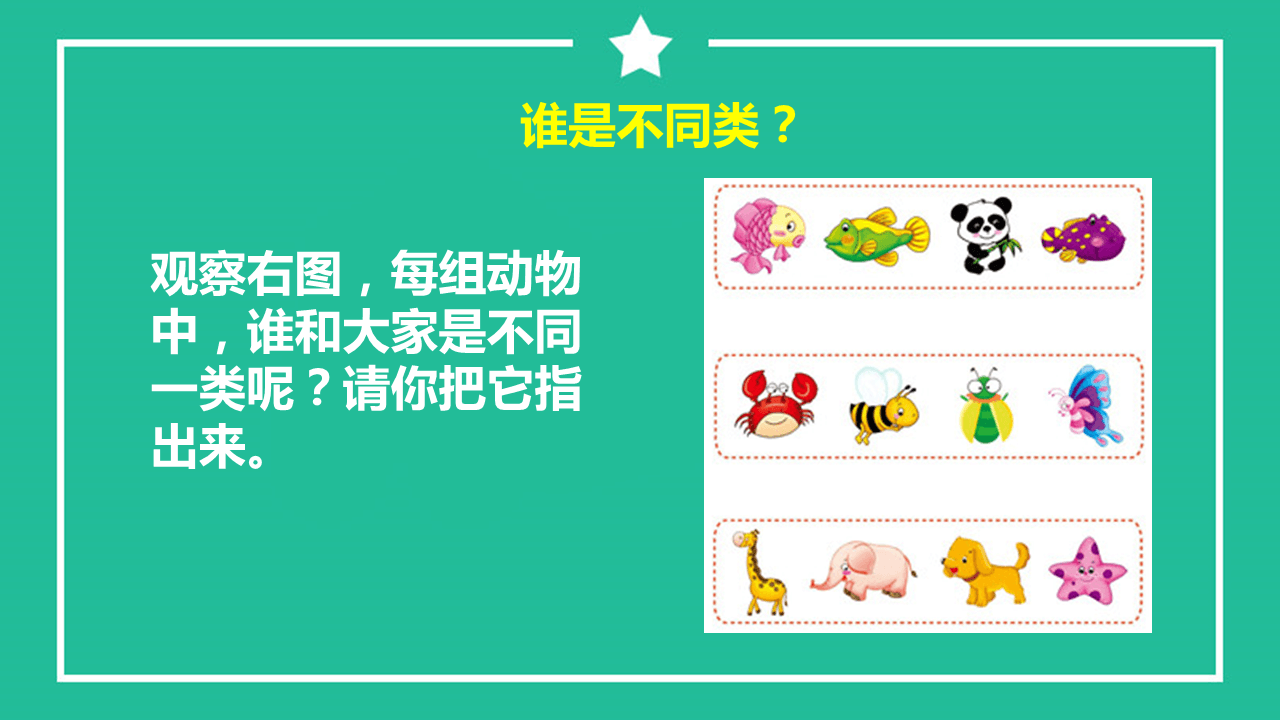 谁是不同类？
观察右图，每组动物
中，谁和大家是不同
一类呢？请你把它指
出来。